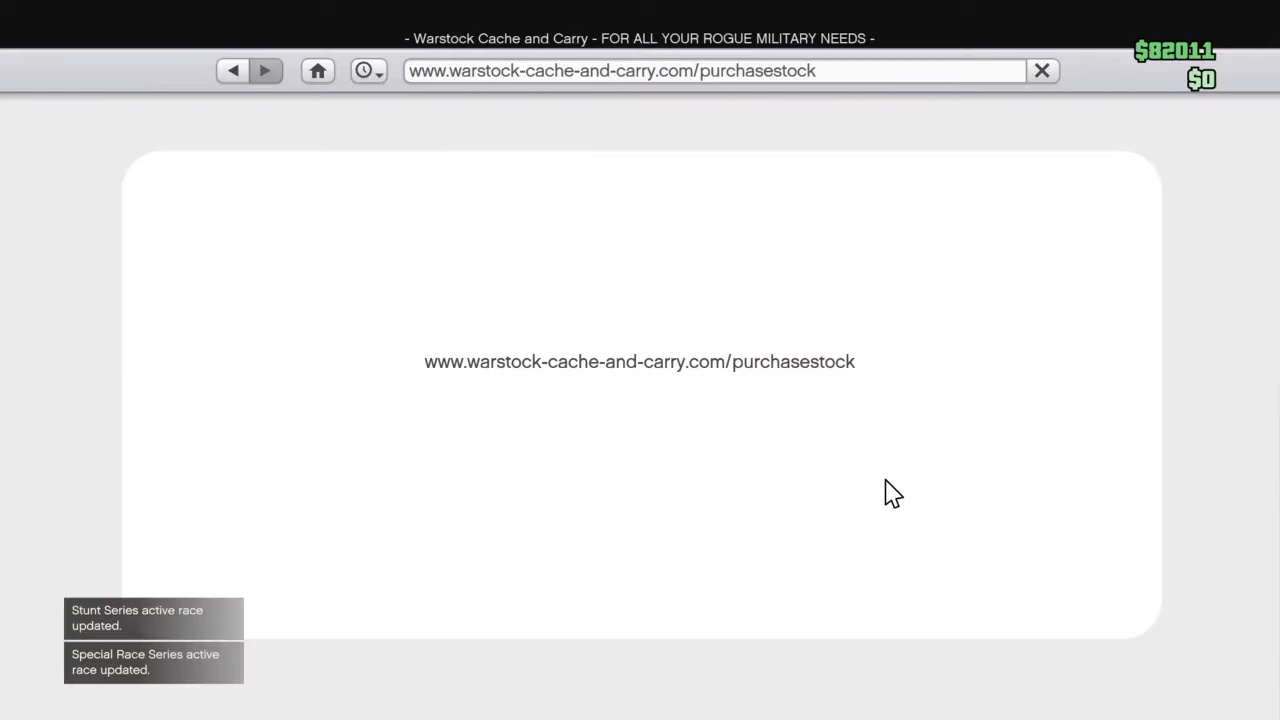 - Warstock Cache and Carry - FOR ALL YOUR ROGUE MILITARY NEEDS -
$82011
www.warstock-cache-and-carry.com/purchasestock
$0
www.warstock-cache-and-carry.com/purchasestock
Stunt Series active race
updated.
Special Race Series active
race updated.